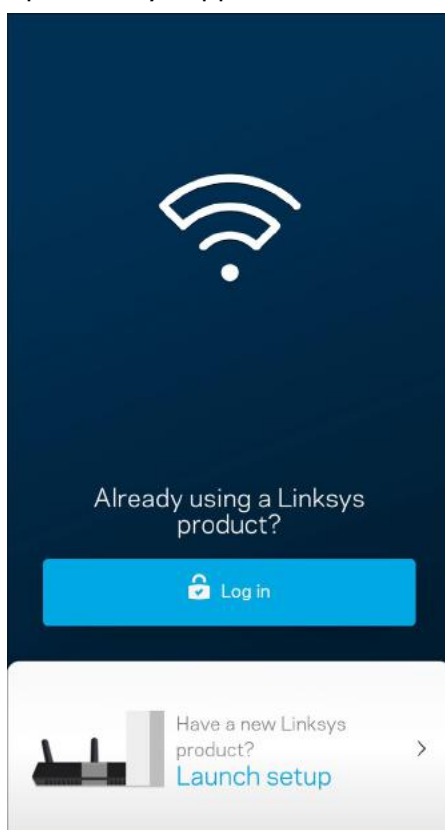 Already using a Linksys
product?
Log in
Have a new Linksys
product?
Launch setup